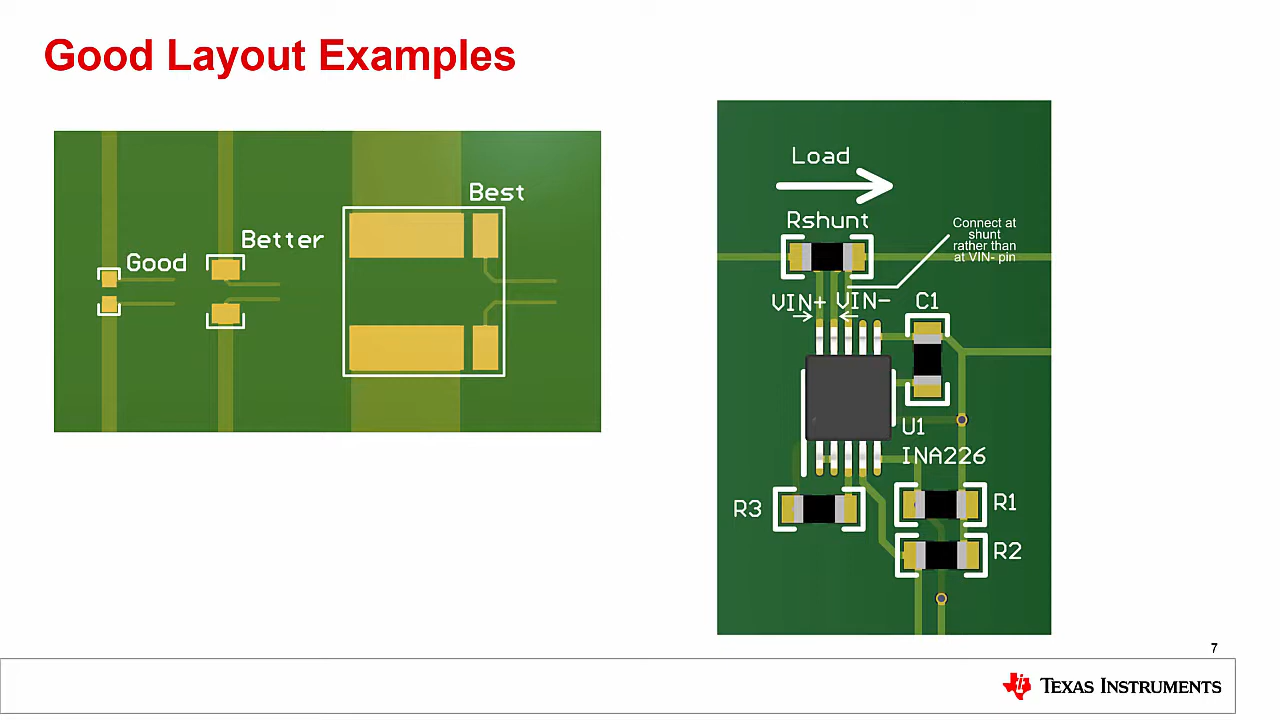 Good Layout Examples
Best
Better
Good
Load
Rshunt
Connect at
shunt
rather than
at VIN- pin
VIN+ VIN- C1
U1
INA226
R3
R1
R2
7
TEXAS INSTRUMENTS